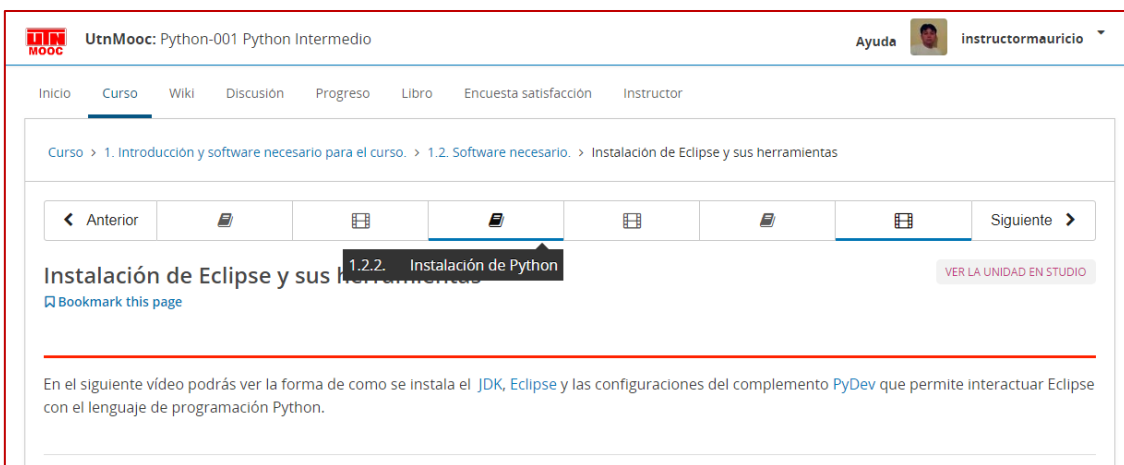 UTN
MOOC
UtnMooc: Python-001 Python Intermedio
Ayuda
instructormauricio
Inicio Curso Wiki Discusión Progreso Libro Encuesta satisfacción Instructor
Curso > 1. Introducción y software necesario para el curso. > 1.2. Software necesario. > Instalación de Eclipse y sus herramientas
Anterior
Siguiente
1.2.2. Instalación de Python
Instalación de Eclipse y sus herramientas
VER LA UNIDAD EN STUDIO
Bookmark this page
En el siguiente vídeo podrás ver la forma de como se instala el JDK, Eclipse y las configuraciones del complemento PyDev que permite interactuar Eclipse
con el lenguaje de programación Python.